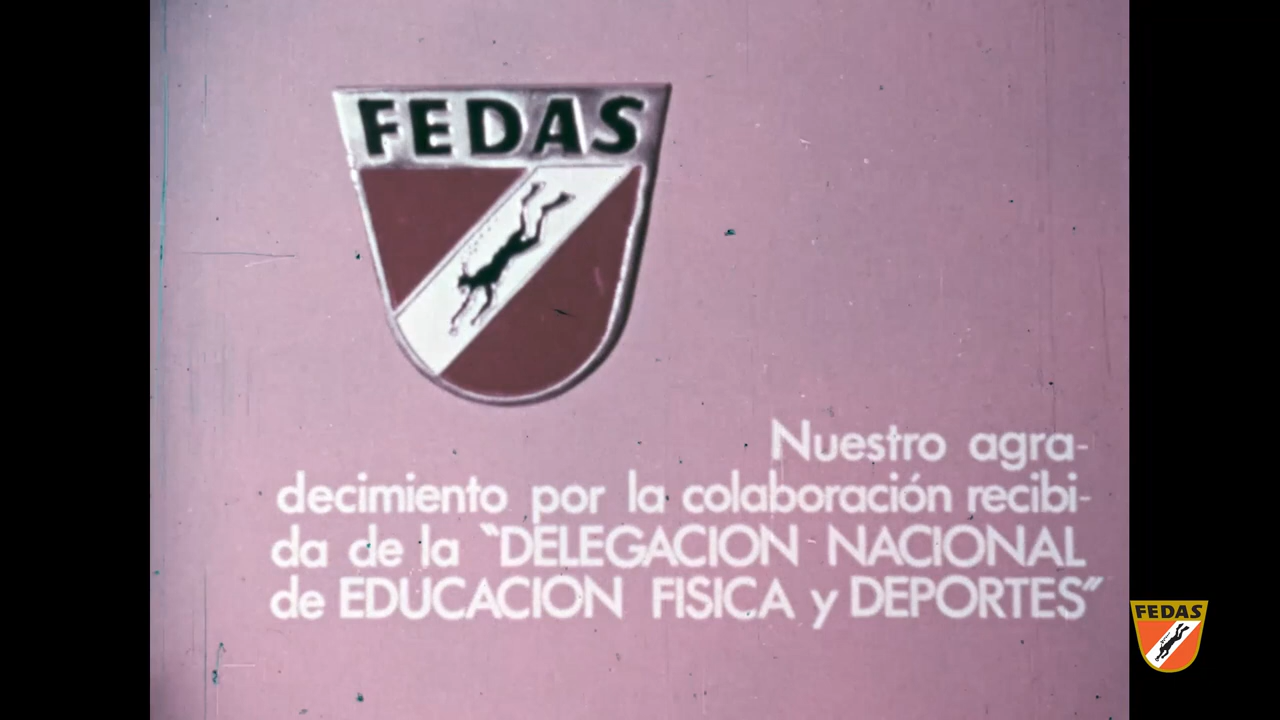 FEDAS
Nuestro agra-
decimiento por la colaboración recibi-
da de la "DELEGACION NACIONAL
de EDUCACION FISICA y DEPORTES"
FEDAS